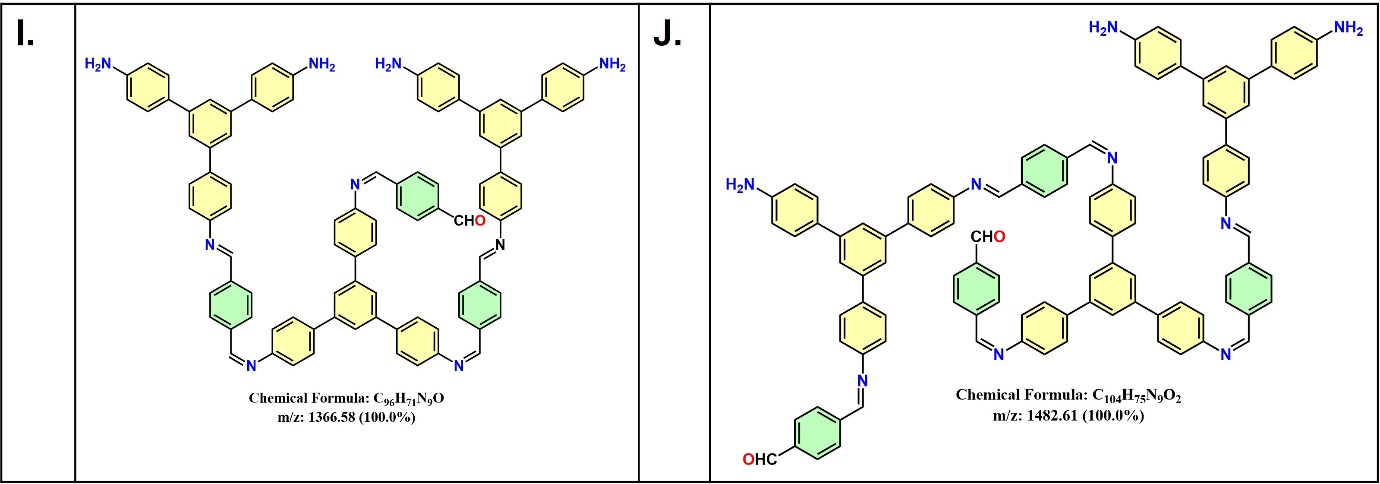 I.
H₂N
NH₂
H₂N
NH₂
N
CHO
N
N
N
N
Chemical Formula: C₉₆H₇₁N₉O
m/z: 1366.58 (100.0%)
J.
H₂N
NH₂
N
H₂N
N
N
CHO
N
N
N
OHC
Chemical Formula: C₁₀₄H₇₅N₉O₂
m/z: 1482.61 (100.0%)